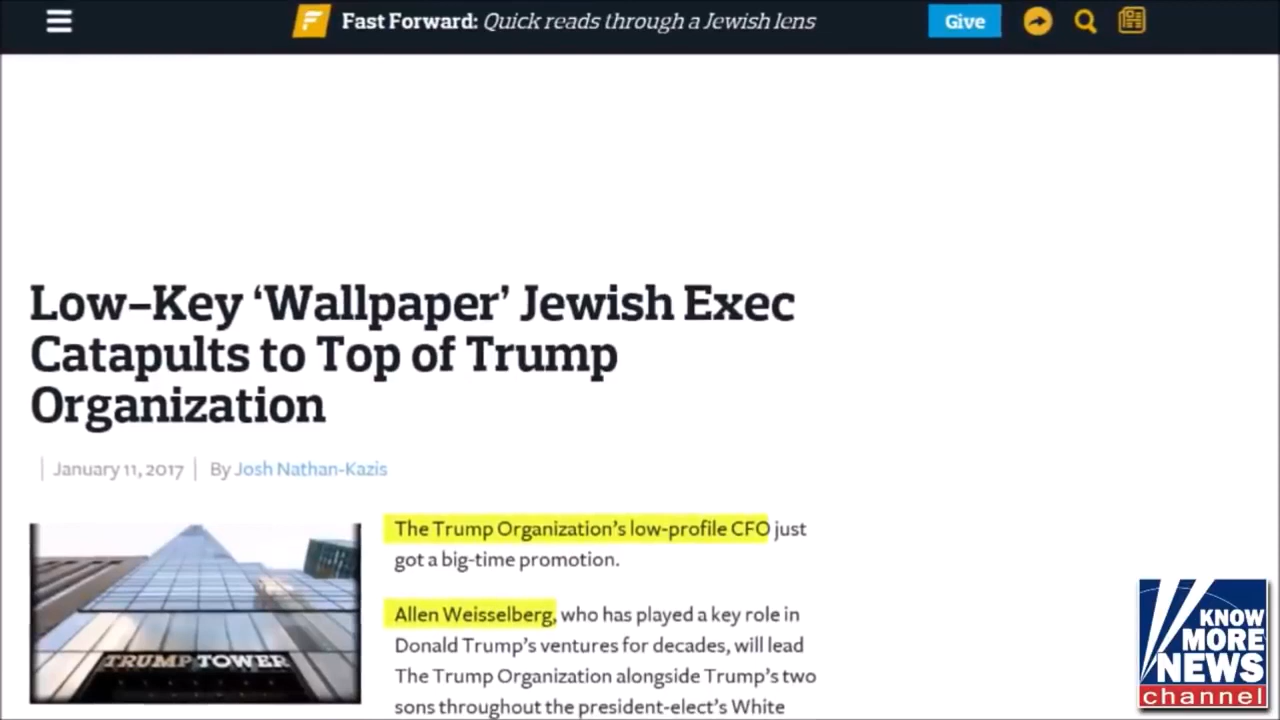 Fast Forward: Quick reads through a Jewish lens
Give
Low-Key ‘Wallpaper’ Jewish Exec
Catapults to Top of Trump
Organization
January 11, 2017 | By Josh Nathan-Kazis
TRUMP TOWER
The Trump Organization’s low-profile CFO just
got a big-time promotion.
Allen Weisselberg, who has played a key role in
Donald Trump’s ventures for decades, will lead
The Trump Organization alongside Trump’s two
sons throughout the president-elect’s White
KNOW
MORE
NEWS
channel